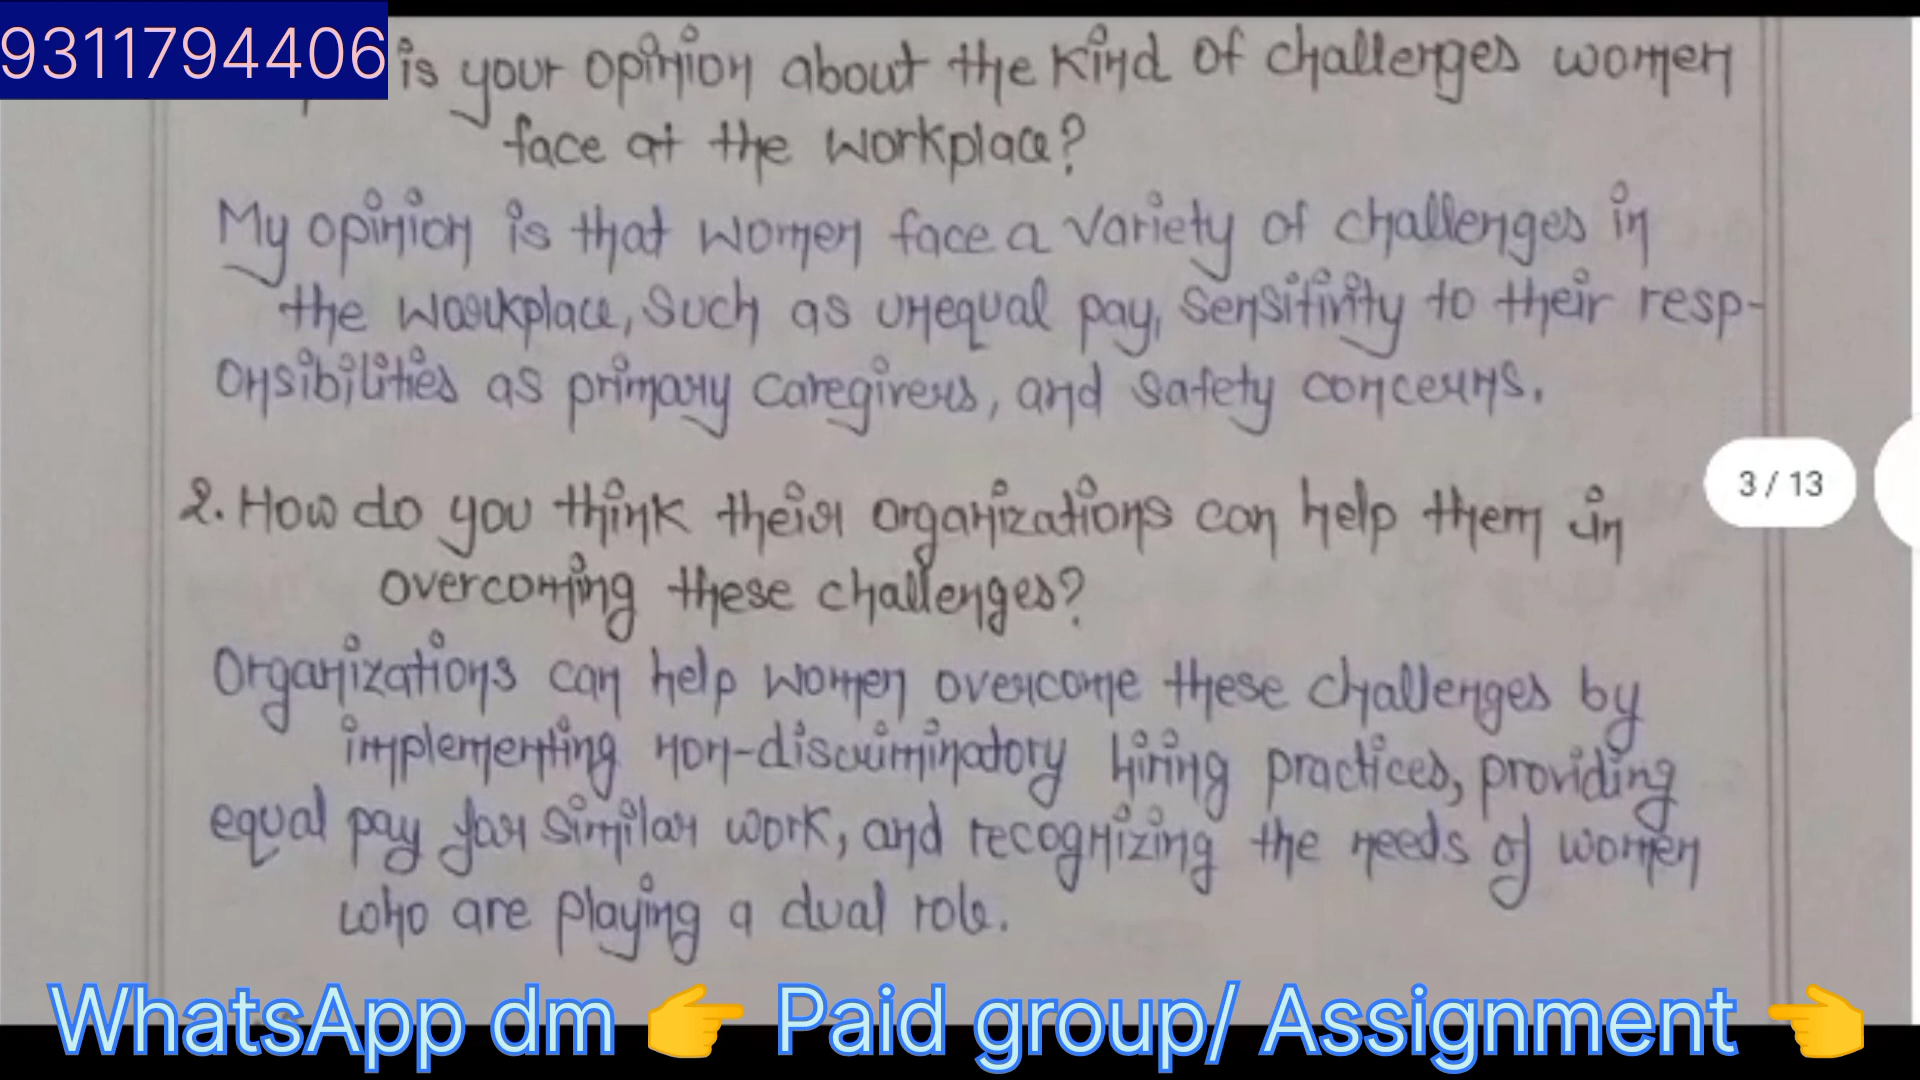 9311794406
is your opinion about the kind of challenges women
face at the workplace?
My opinion is that women face a variety of challenges in
the workplace, such as unequal pay, sensitivity to their resp-
onsibilities as primary caregivers, and safety concerns.
3 / 13
2. How do you think their organizations can help them in
overcoming these challenges?
Organizations can help women overcome these challenges by
implementing non-discriminatory hiring practices, providing
equal pay for similar work, and recognizing the needs of women
who are playing a dual role.
WhatsApp dm 👉 Paid group/ Assignment 👈